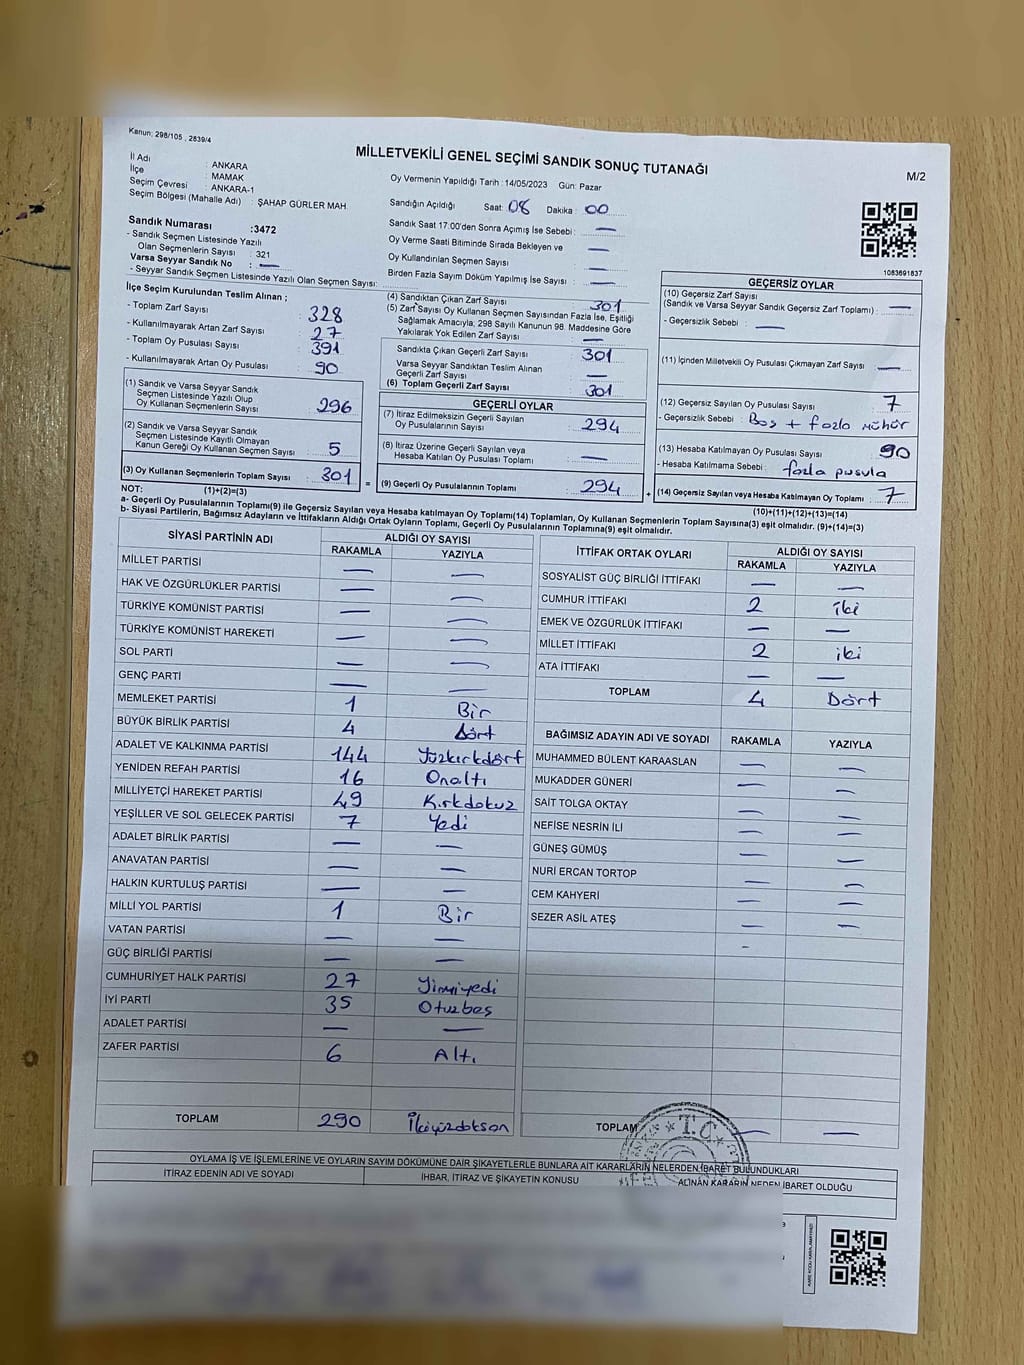 Kanun; 298/105 , 2839/4
MİLLETVEKİLİ GENEL SEÇİMİ SANDIK SONUÇ TUTANAĞI
M/2
İl Adı : ANKARA
İlçe : MAMAK
Seçim Çevresi : ANKARA-1
Seçim Bölgesi (Mahalle Adı) : ŞAHAP GÜRLER MAH.
Oy Vermenin Yapıldığı Tarih :14/05/2023 Gün: Pazar
Sandığın Açıldığı Saat: 08 Dakika : 00
Sandık Numarası :3472
- Sandık Seçmen Listesinde Yazılı
Olan Seçmenlerin Sayısı : 321
Varsa Seyyar Sandık No : —
- Seyyar Sandık Seçmen Listesinde Yazılı Olan Seçmen Sayısı:
Sandık Saat 17:00'den Sonra Açımış İse Sebebi : —
Oy Verme Saati Bitiminde Sırada Bekleyen ve —
Oy Kullandırılan Seçmen Sayısı : —
Birden Fazla Sayım Döküm Yapılmış İse Sayısı : —
1083691837
İlçe Seçim Kurulundan Teslim Alınan ;
- Toplam Zarf Sayısı : 328
- Kullanılmayarak Artan Zarf Sayısı : 27
- Toplam Oy Pusulası Sayısı : 391
- Kullanılmayarak Artan Oy Pusulası : 90
(1) Sandık ve Varsa Seyyar Sandık
Seçmen Listesinde Yazılı Olup
Oy Kullanan Seçmenlerin Sayısı : 296
(2) Sandık ve Varsa Seyyar Sandık
Seçmen Listesinde Kayıtlı Olmayan
Kanun Gereği Oy Kullanan Seçmen Sayısı : 5
(3) Oy Kullanan Seçmenlerin Toplam Sayısı : 301
(1)+(2)=(3)
(4) Sandıktan Çıkan Zarf Sayısı : 301
(5) Zarf Sayısı Oy Kullanan Seçmen Sayısından Fazla İse, Eşitliği
Sağlamak Amacıyla; 298 Sayılı Kanunun 98. Maddesine Göre
Yakılarak Yok Edilen Zarf Sayısı : —
Sandıkta Çıkan Geçerli Zarf Sayısı : 301
Varsa Seyyar Sandıktan Teslim Alınan
Geçerli Zarf Sayısı : —
(6) Toplam Geçerli Zarf Sayısı : 301
GEÇERLİ OYLAR
(7) İtiraz Edilmeksizin Geçerli Sayılan
Oy Pusulalarının Sayısı : 294
(8) İtiraz Üzerine Geçerli Sayılan veya
Hesaba Katılan Oy Pusulası Toplamı : —
= (9) Geçerli Oy Pusulalarının Toplamı : 294 +
GEÇERSİZ OYLAR
(10) Geçersiz Zarf Sayısı
(Sandık ve Varsa Seyyar Sandık Geçersiz Zarf Toplamı) : —
- Geçersizlik Sebebi : —
(11) İçinden Milletvekili Oy Pusulası Çıkmayan Zarf Sayısı : —
(12) Geçersiz Sayılan Oy Pusulası Sayısı : 7
- Geçersizlik Sebebi : Boş + fazla mühür
(13) Hesaba Katılmayan Oy Pusulası Sayısı : 90
- Hesaba Katılmama Sebebi : fazla pusula
(14) Geçersiz Sayılan veya Hesaba Katılmayan Oy Toplamı : 7
(10)+(11)+(12)+(13)=(14)
NOT:
a- Geçerli Oy Pusulalarının Toplamı(9) ile Geçersiz Sayılan veya Hesaba katılmayan Oy Toplamı(14) Toplamları, Oy Kullanan Seçmenlerin Toplam Sayısına(3) eşit olmalıdır. (9)+(14)=(3)
b- Siyasi Partilerin, Bağımsız Adayların ve İttifakların Aldığı Ortak Oyların Toplamı, Geçerli Oy Pusulalarının Toplamına(9) eşit olmalıdır.
SİYASİ PARTİNİN ADI ALDIĞI OY SAYISI
RAKAMLA YAZIYLA
MİLLET PARTİSİ — —
HAK VE ÖZGÜRLÜKLER PARTİSİ — —
TÜRKİYE KOMÜNİST PARTİSİ — —
TÜRKİYE KOMÜNİST HAREKETİ — —
SOL PARTİ — —
GENÇ PARTİ — —
MEMLEKET PARTİSİ 1 Bir
BÜYÜK BİRLİK PARTİSİ 4 Dört
ADALET VE KALKINMA PARTİSİ 144 Yüzkırkdört
YENİDEN REFAH PARTİSİ 16 Onaltı
MİLLİYETÇİ HAREKET PARTİSİ 49 Kırkdokuz
YEŞİLLER VE SOL GELECEK PARTİSİ 7 Yedi
ADALET BİRLİK PARTİSİ — —
ANAVATAN PARTİSİ — —
HALKIN KURTULUŞ PARTİSİ — —
MİLLİ YOL PARTİSİ 1 Bir
VATAN PARTİSİ — —
GÜÇ BİRLİĞİ PARTİSİ — —
CUMHURİYET HALK PARTİSİ 27 Yirmiyedi
İYİ PARTİ 35 Otuzbeş
ADALET PARTİSİ — —
ZAFER PARTİSİ 6 Altı
TOPLAM 290 İkiyüzdoksan
İTTİFAK ORTAK OYLARI ALDIĞI OY SAYISI
RAKAMLA YAZIYLA
SOSYALİST GÜÇ BİRLİĞİ İTTİFAKI — —
CUMHUR İTTİFAKI 2 iki
EMEK VE ÖZGÜRLÜK İTTİFAKI — —
MİLLET İTTİFAKI 2 iki
ATA İTTİFAKI — —
TOPLAM 4 Dört
BAĞIMSIZ ADAYIN ADI VE SOYADI RAKAMLA YAZIYLA
MUHAMMED BÜLENT KARAASLAN — —
MUKADDER GÜNERİ — —
SAİT TOLGA OKTAY — —
NEFİSE NESRİN İLİ — —
GÜNEŞ GÜMÜŞ — —
NURİ ERCAN TORTOP — —
CEM KAHYERİ — —
SEZER ASİL ATEŞ — —
-
TOPLAM — —
T.C.
OYLAMA İŞ VE İŞLEMLERİNE VE OYLARIN SAYIM DÖKÜMÜNE DAİR ŞİKAYETLERLE BUNLARA AİT KARARLARIN NELERDEN İBARET BULUNDUKLARI
İTİRAZ EDENİN ADI VE SOYADI İHBAR, İTİRAZ VE ŞİKAYETİN KONUSU ALINAN KARARIN NEDEN İBARET OLDUĞU